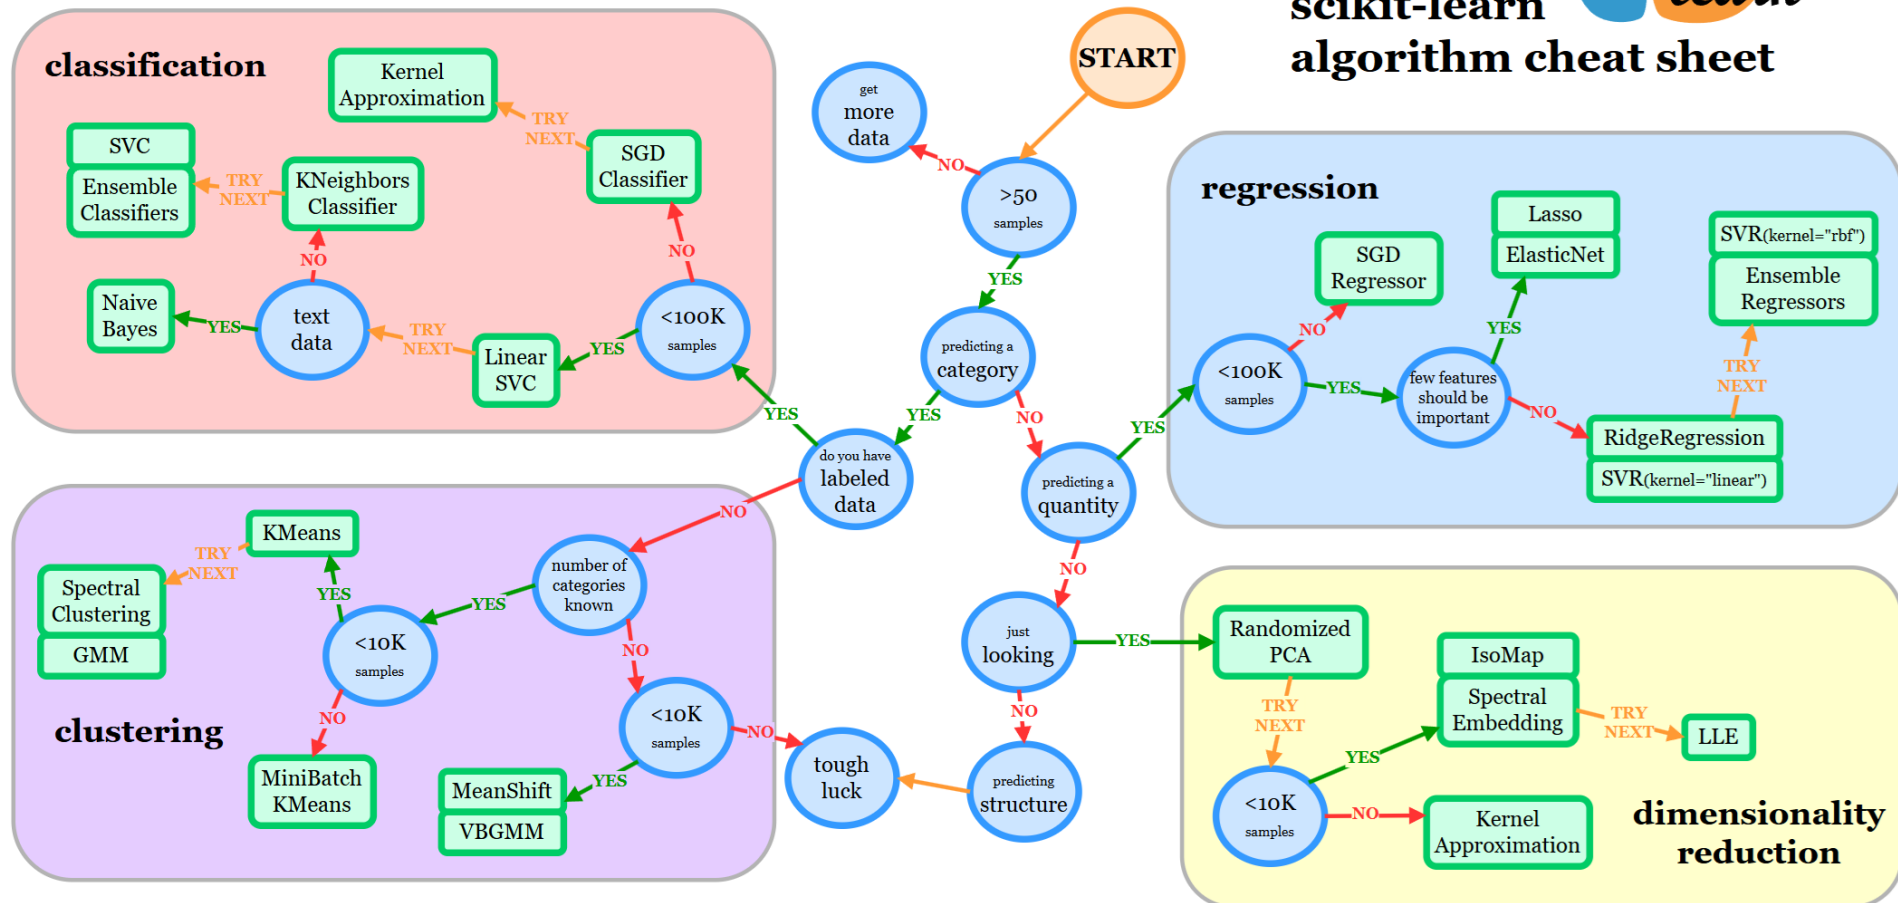 scikit-learn
algorithm cheat sheet
START
get
more
data
NO
>50
samples
YES
predicting a
category
YES
NO
do you have
labeled
data
YES
NO
predicting a
quantity
YES
NO
just
looking
YES
NO
predicting
structure
tough
luck
classification
Kernel
Approximation
TRY
NEXT
SGD
Classifier
NO
<100K
samples
YES
Linear
SVC
TRY
NEXT
text
data
YES
Naive
Bayes
NO
KNeighbors
Classifier
TRY
NEXT
SVC
Ensemble
Classifiers
clustering
number of
categories
known
YES
NO
<10K
samples
YES
KMeans
TRY
NEXT
Spectral
Clustering
GMM
NO
MiniBatch
KMeans
<10K
samples
NO
YES
MeanShift
VBGMM
regression
<100K
samples
NO
SGD
Regressor
YES
few features
should be
important
YES
Lasso
ElasticNet
NO
RidgeRegression
SVR(kernel="linear")
TRY
NEXT
SVR(kernel="rbf")
Ensemble
Regressors
dimensionality
reduction
Randomized
PCA
TRY
NEXT
<10K
samples
YES
IsoMap
Spectral
Embedding
TRY
NEXT
LLE
NO
Kernel
Approximation